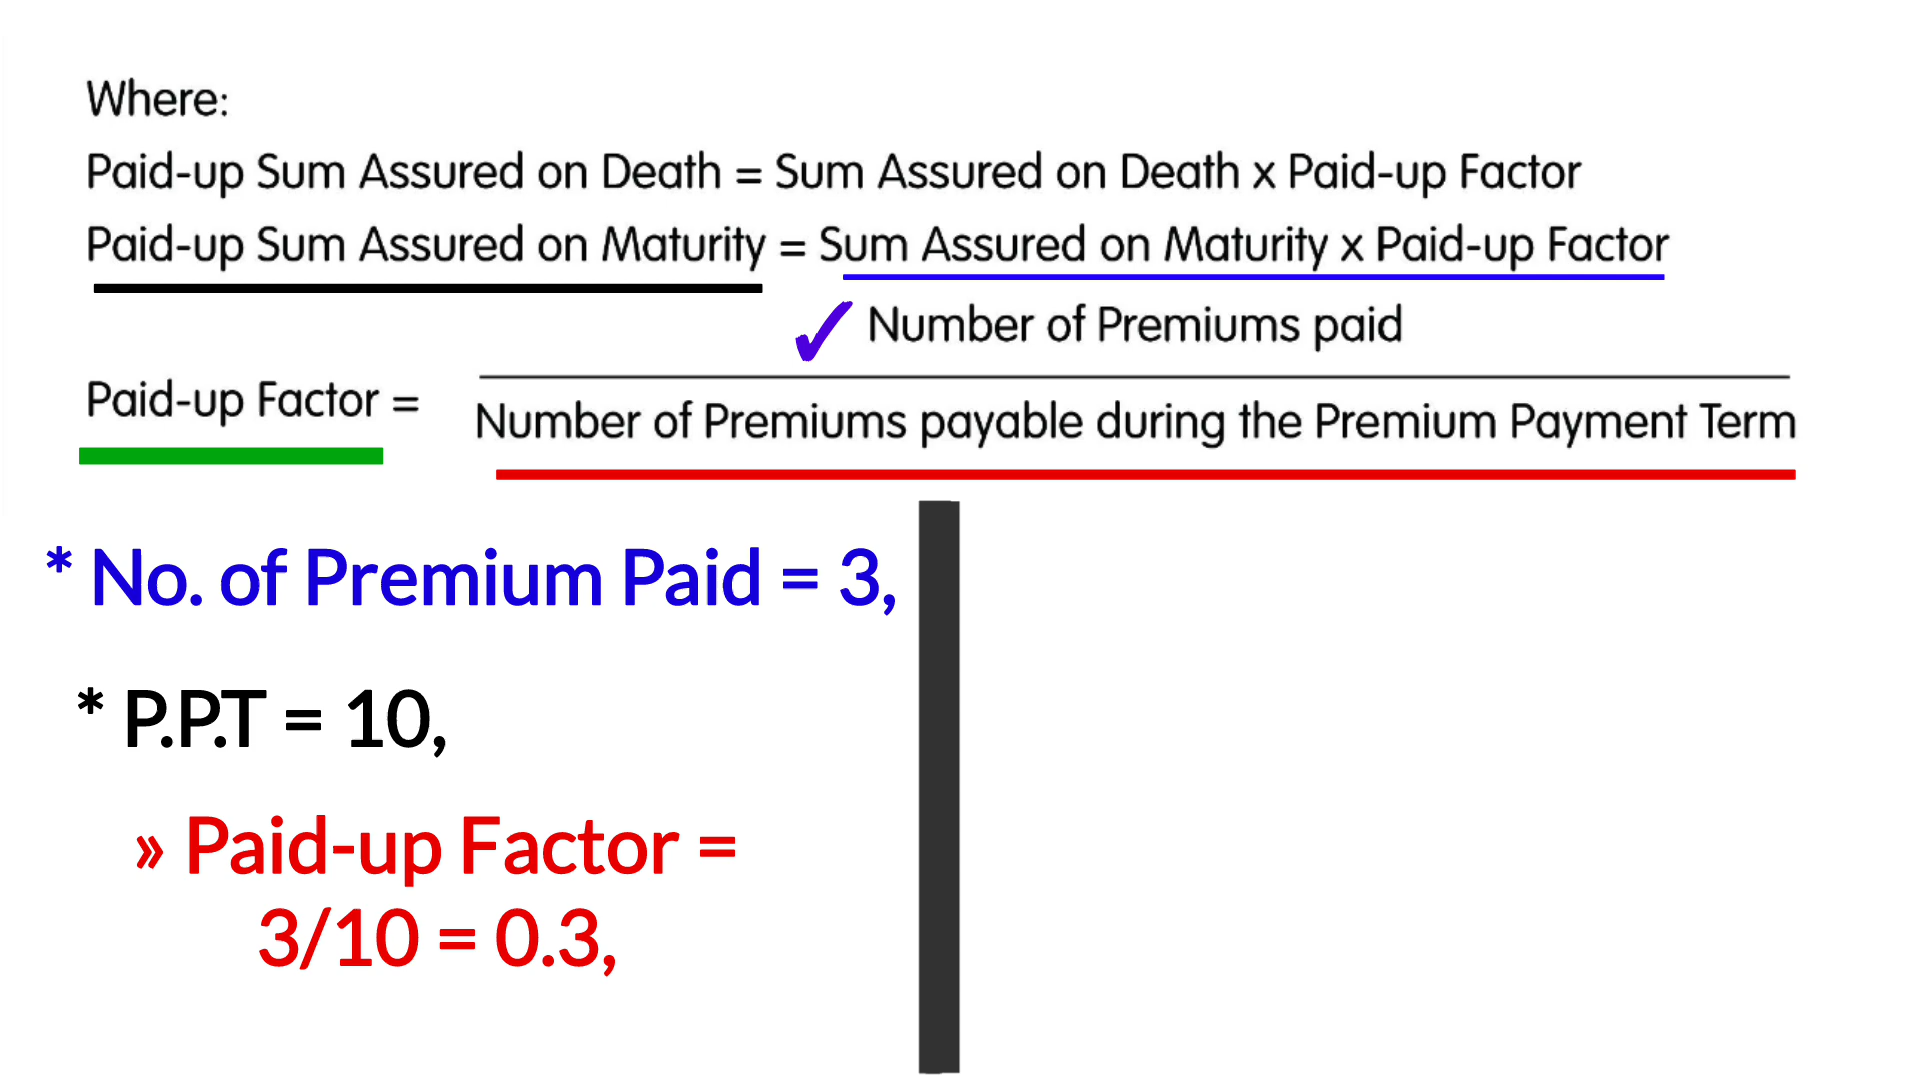 Where:
Paid-up Sum Assured on Death = Sum Assured on Death x Paid-up Factor
Paid-up Sum Assured on Maturity = Sum Assured on Maturity x Paid-up Factor
✓ Number of Premiums paid
Paid-up Factor =
Number of Premiums payable during the Premium Payment Term
* No. of Premium Paid = 3,
* P.P.T = 10,
» Paid-up Factor =
3/10 = 0.3,